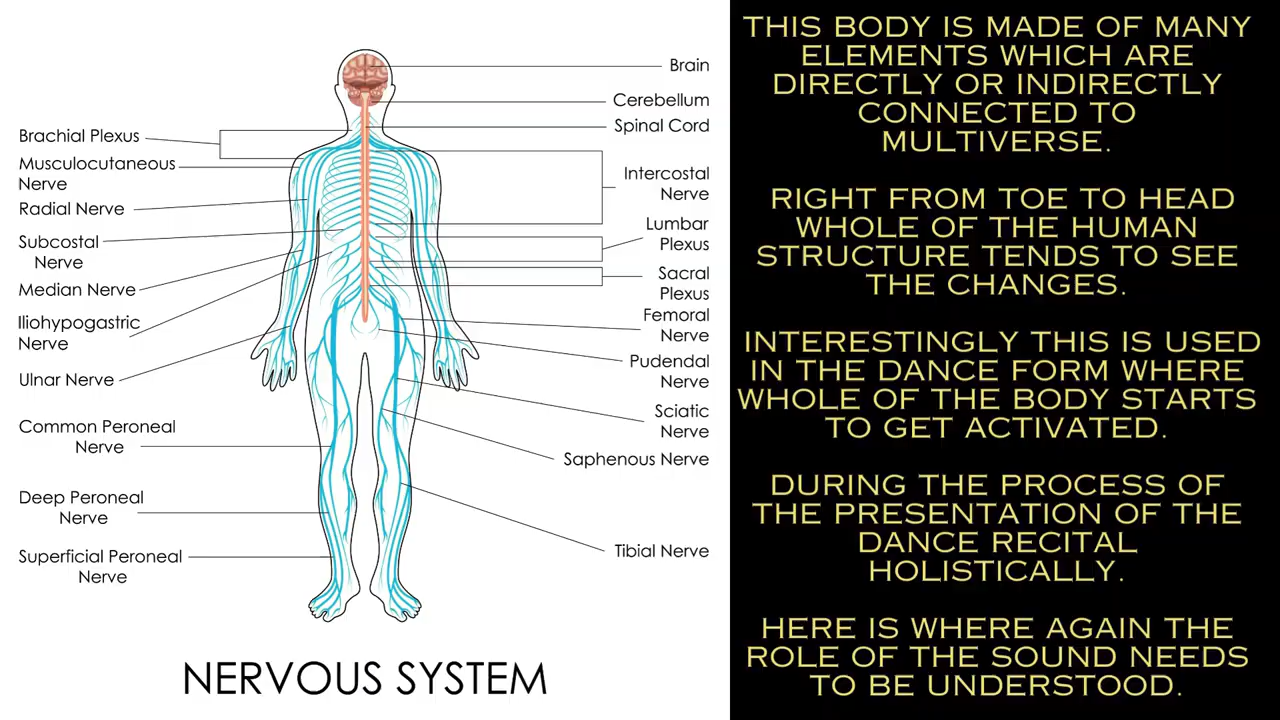 Brain
Cerebellum
Spinal Cord
Brachial Plexus
Musculocutaneous
Nerve
Radial Nerve
Subcostal
Nerve
Median Nerve
Iliohypogastric
Nerve
Ulnar Nerve
Common Peroneal
Nerve
Deep Peroneal
Nerve
Superficial Peroneal
Nerve
Intercostal
Nerve
Lumbar
Plexus
Sacral
Plexus
Femoral
Nerve
Pudendal
Nerve
Sciatic
Nerve
Saphenous Nerve
Tibial Nerve
NERVOUS SYSTEM
THIS BODY IS MADE OF MANY
ELEMENTS WHICH ARE
DIRECTLY OR INDIRECTLY
CONNECTED TO
MULTIVERSE.
RIGHT FROM TOE TO HEAD
WHOLE OF THE HUMAN
STRUCTURE TENDS TO SEE
THE CHANGES.
INTERESTINGLY THIS IS USED
IN THE DANCE FORM WHERE
WHOLE OF THE BODY STARTS
TO GET ACTIVATED.
DURING THE PROCESS OF
THE PRESENTATION OF THE
DANCE RECITAL
HOLISTICALLY.
HERE IS WHERE AGAIN THE
ROLE OF THE SOUND NEEDS
TO BE UNDERSTOOD.